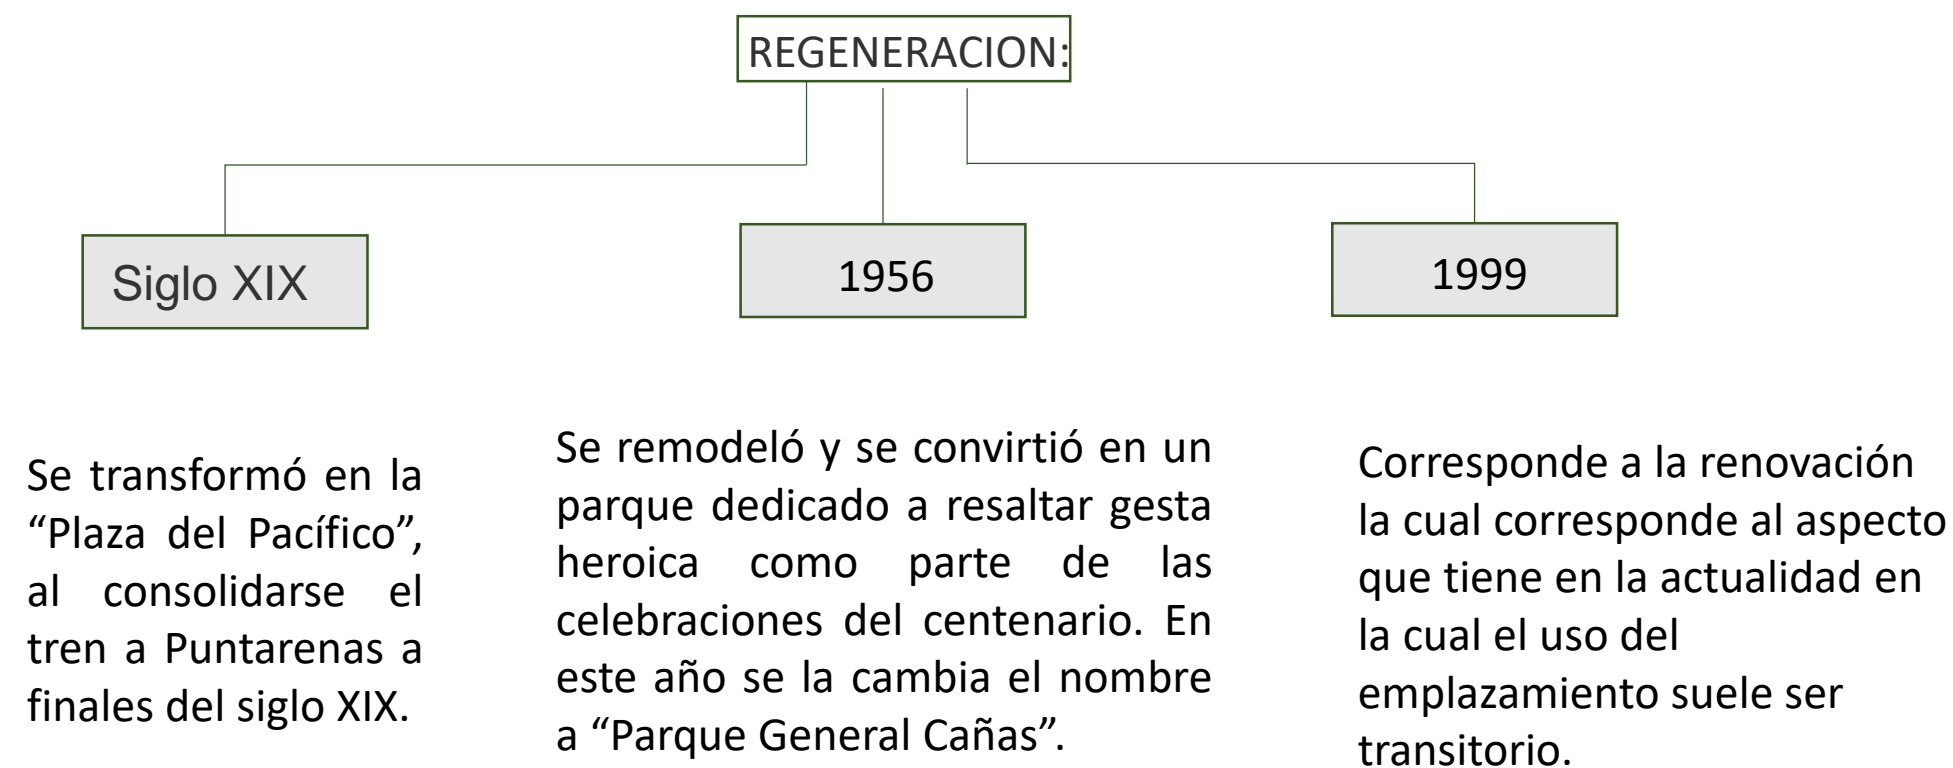 REGENERACION:
Siglo XIX
1956
1999
Se transformó en la
“Plaza del Pacífico”,
al consolidarse el
tren a Puntarenas a
finales del siglo XIX.
Se remodeló y se convirtió en un
parque dedicado a resaltar gesta
heroica como parte de las
celebraciones del centenario. En
este año se la cambia el nombre
a “Parque General Cañas”.
Corresponde a la renovación
la cual corresponde al aspecto
que tiene en la actualidad en
la cual el uso del
emplazamiento suele ser
transitorio.